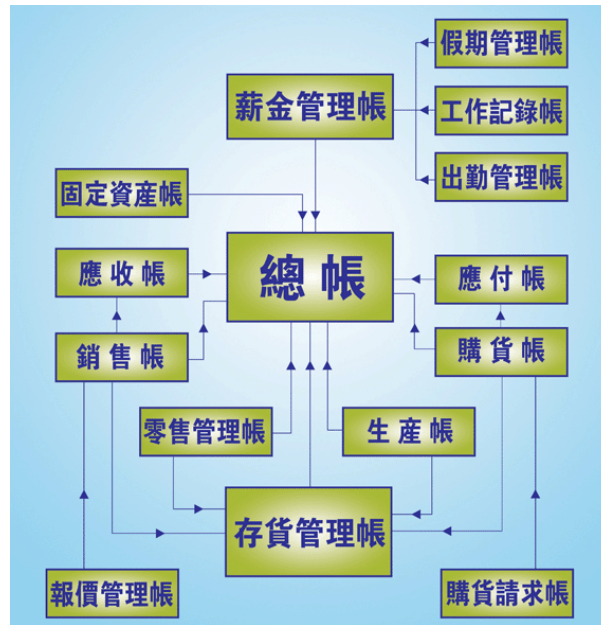 假期管理帳
薪金管理帳
工作記錄帳
出勤管理帳
固定資産帳
應收帳
總帳
應付帳
銷售帳
購貨帳
零售管理帳
生産帳
存貨管理帳
報價管理帳
購貨請求帳